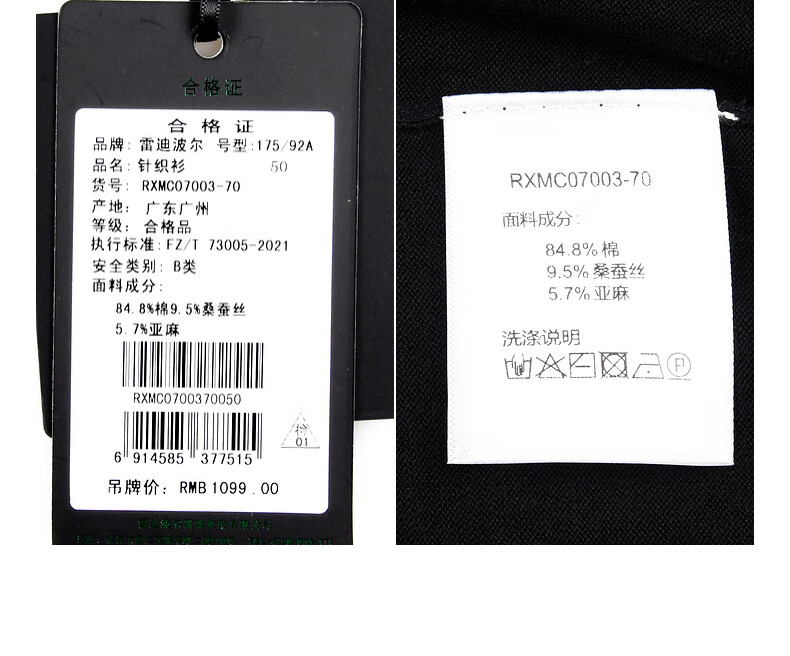 合格证
合格证
品牌: 雷迪波尔 号型:175/92A
品名: 针织衫 50
货号: RXMC07003-70
产地: 广东广州
等级: 合格品
执行标准:FZ/T 73005-2021
安全类别: B类
面料成分:
84.8%棉9.5%桑蚕丝
5.7%亚麻
RXMC0700370050
检
01
6 914585 377515
吊牌价: RMB 1099.00
RXMC07003-70
面料成分:
84.8%棉
9.5%桑蚕丝
5.7%亚麻
洗涤说明
P